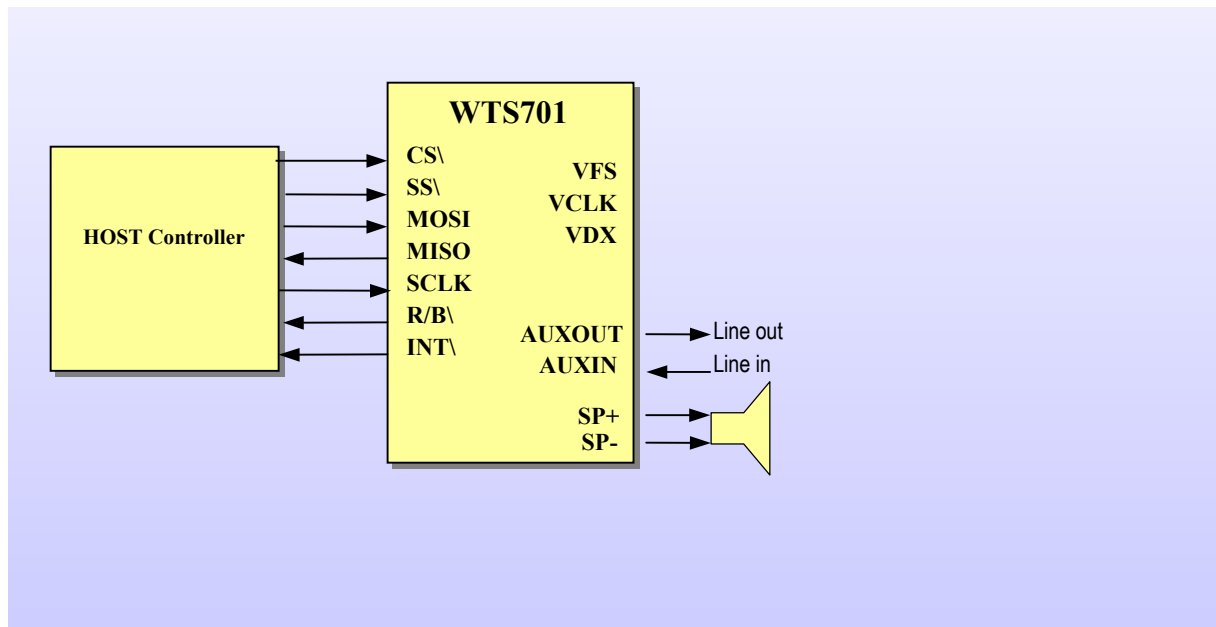 WTS701
HOST Controller
CS\
SS\
MOSI
MISO
SCLK
R/B\
INT\
VFS
VCLK
VDX
AUXOUT
AUXIN
SP+
SP-
Line out
Line in